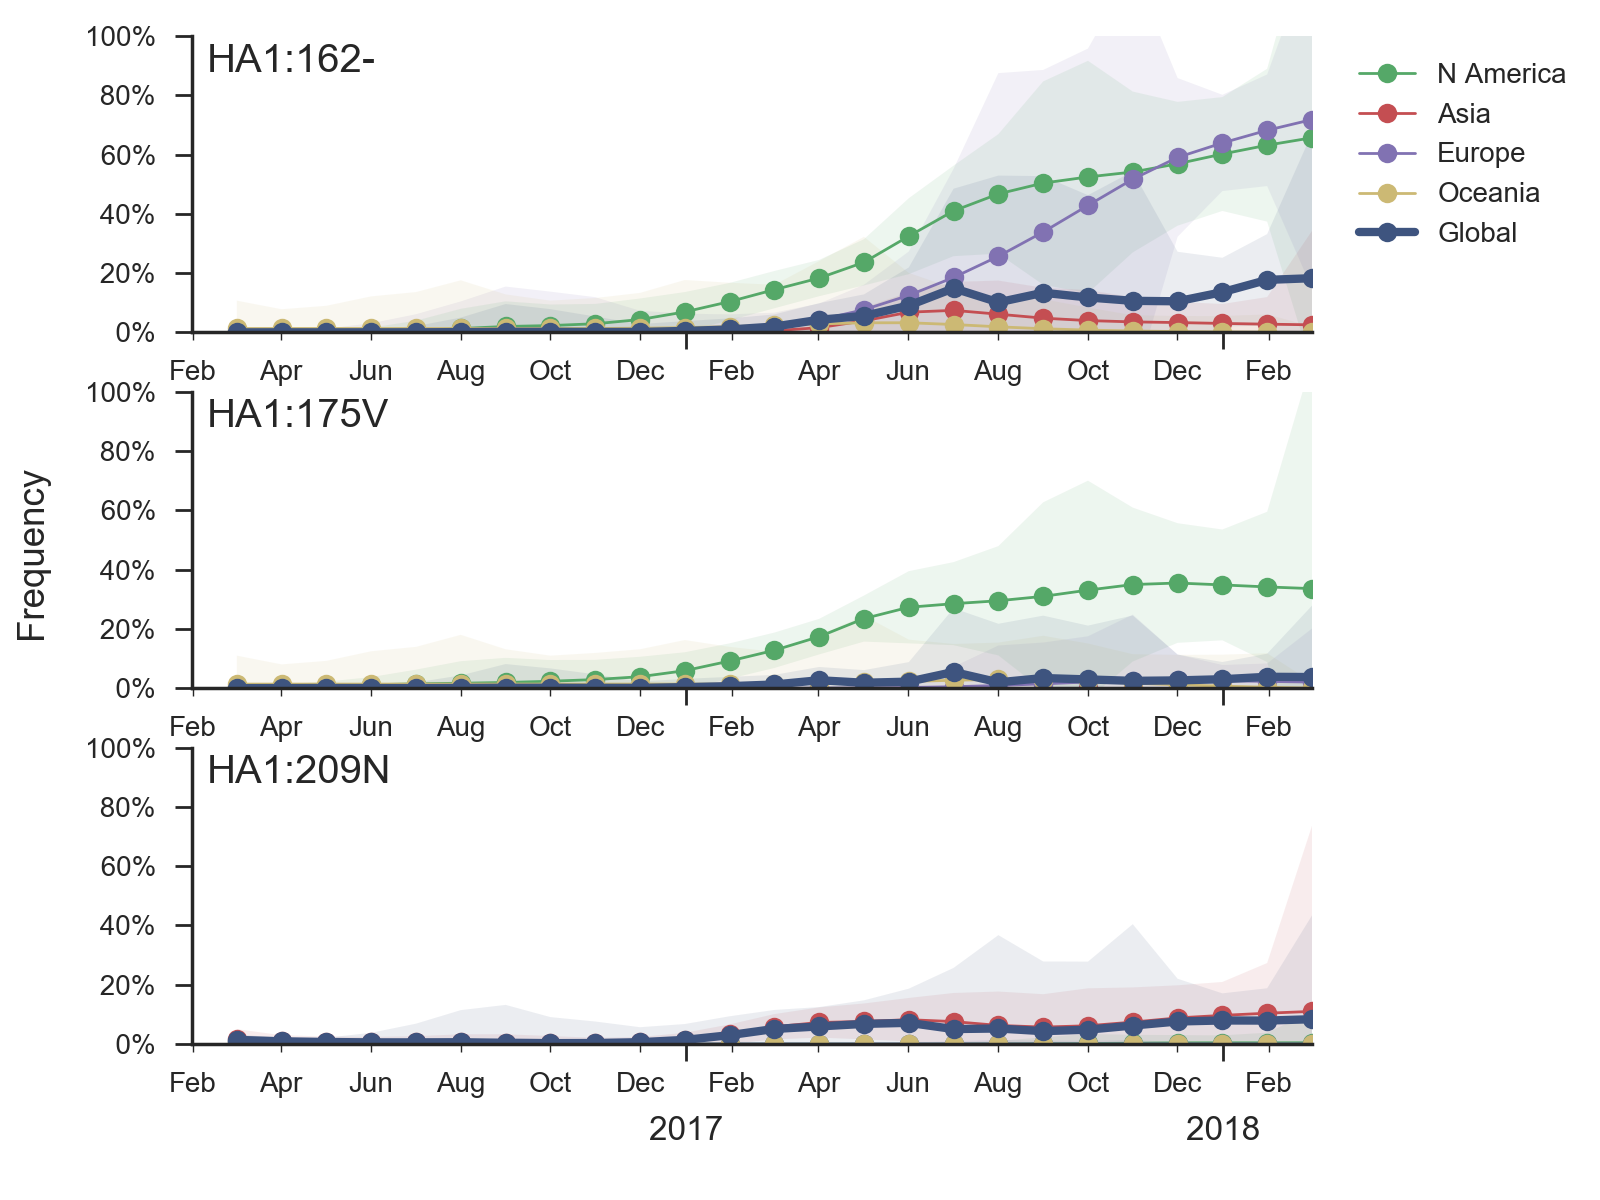 HA1:162-
100%
80%
60%
40%
20%
0%
Feb Apr Jun Aug Oct Dec Feb Apr Jun Aug Oct Dec Feb
N America
Asia
Europe
Oceania
Global
HA1:175V
100%
80%
60%
40%
20%
0%
Feb Apr Jun Aug Oct Dec Feb Apr Jun Aug Oct Dec Feb
Frequency
HA1:209N
100%
80%
60%
40%
20%
0%
Feb Apr Jun Aug Oct Dec Feb Apr Jun Aug Oct Dec Feb
2017 2018